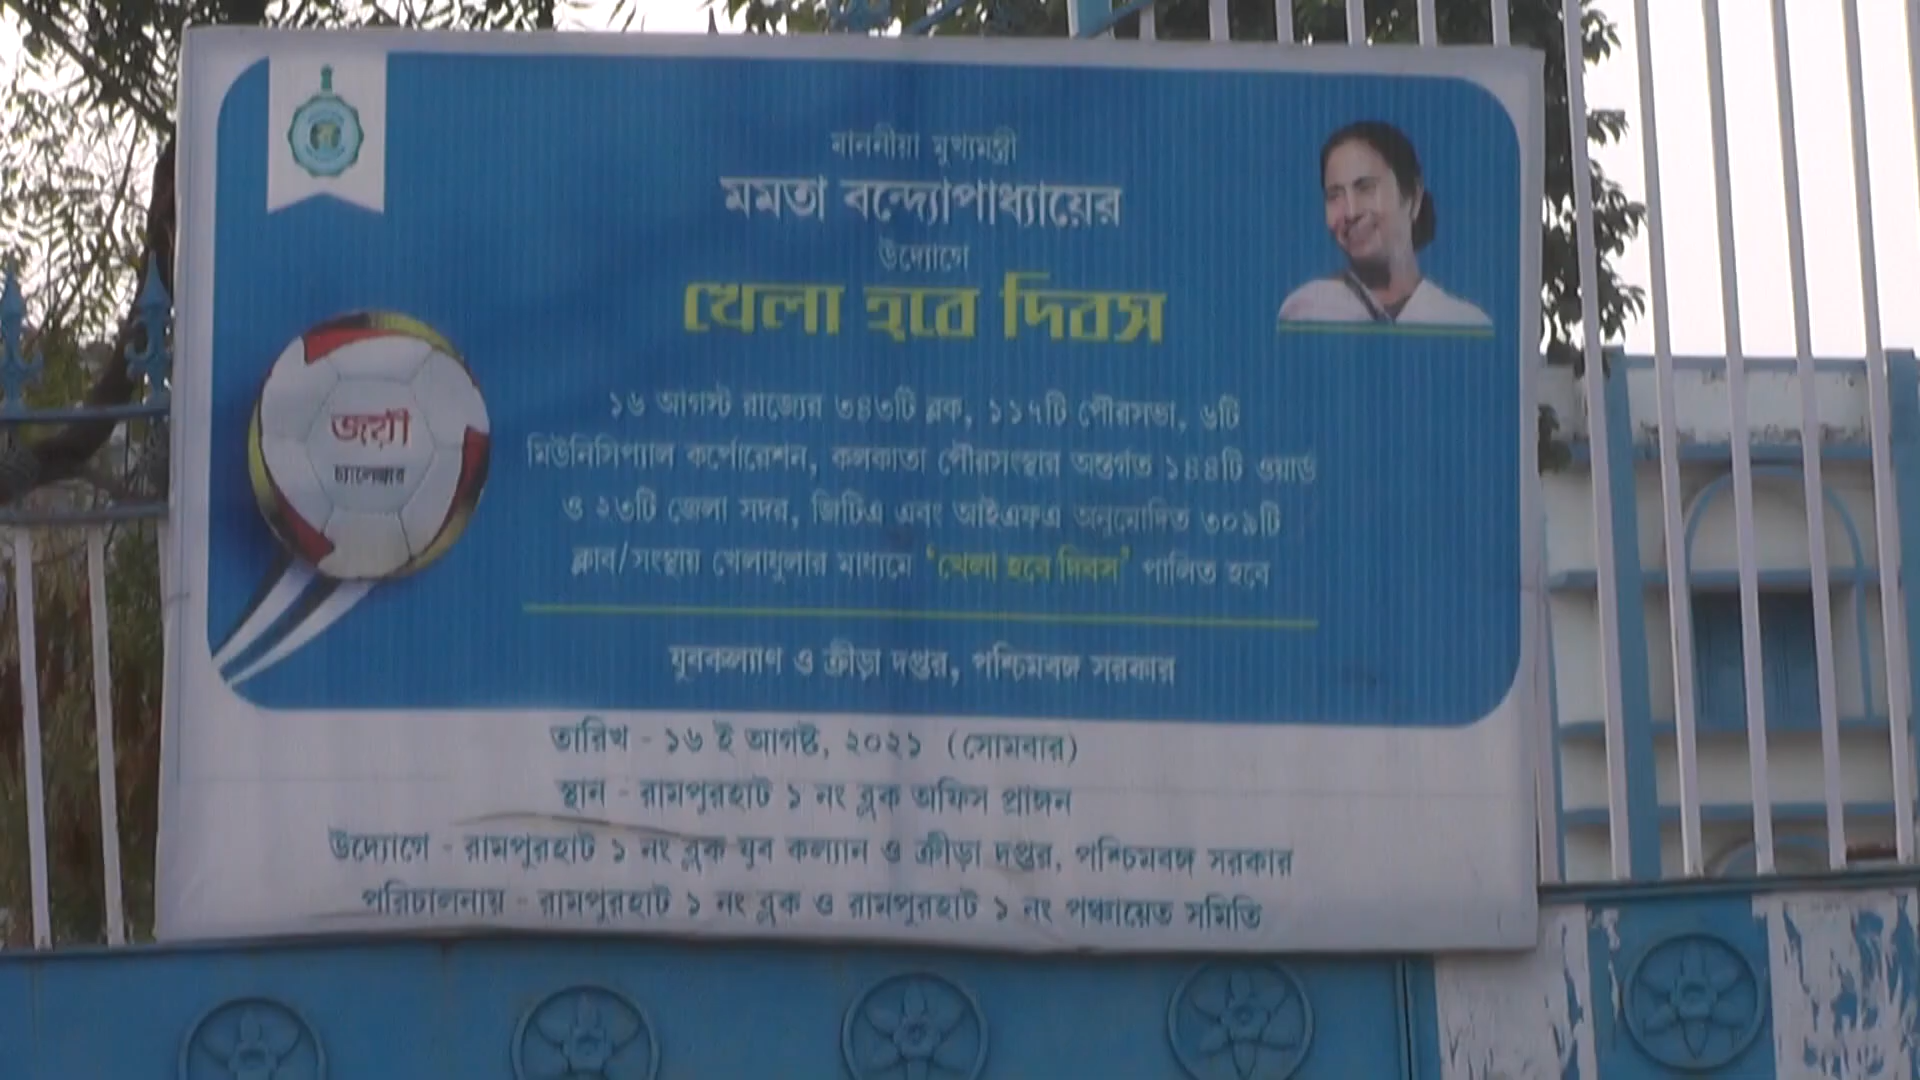 মাননীয়া মুখ্যমন্ত্রী
মমতা বন্দ্যোপাধ্যায়ের
উদ্যোগে
খেলা হবে দিবস
১৬ আগস্ট রাজ্যের ৩৪৩টি ব্লক, ১১৭টি পৌরসভা, ৬টি
মিউনিসিপ্যাল কর্পোরেশন, কলকাতা পৌরসংস্থার অন্তর্গত ১৪৪টি ওয়ার্ড
ও ২৩টি জেলা সদর, জিটিএ এবং আইএফএ অনুমোদিত ৩০৯টি
ক্লাব/সংস্থায় খেলাধুলার মাধ্যমে ‘খেলা হবে দিবস’ পালিত হবে
যুবকল্যাণ ও ক্রীড়া দপ্তর, পশ্চিমবঙ্গ সরকার
জয়ী
তারিখ - ১৬ ই আগষ্ট, ২০২১ (সোমবার)
স্থান - রামপুরহাট ১ নং ব্লক অফিস প্রাঙ্গন
উদ্যোগে - রামপুরহাট ১ নং ব্লক যুব কল্যান ও ক্রীড়া দপ্তর, পশ্চিমবঙ্গ সরকার
পরিচালনায় - রামপুরহাট ১ নং ব্লক ও রামপুরহাট ১ নং পঞ্চায়েত সমিতি